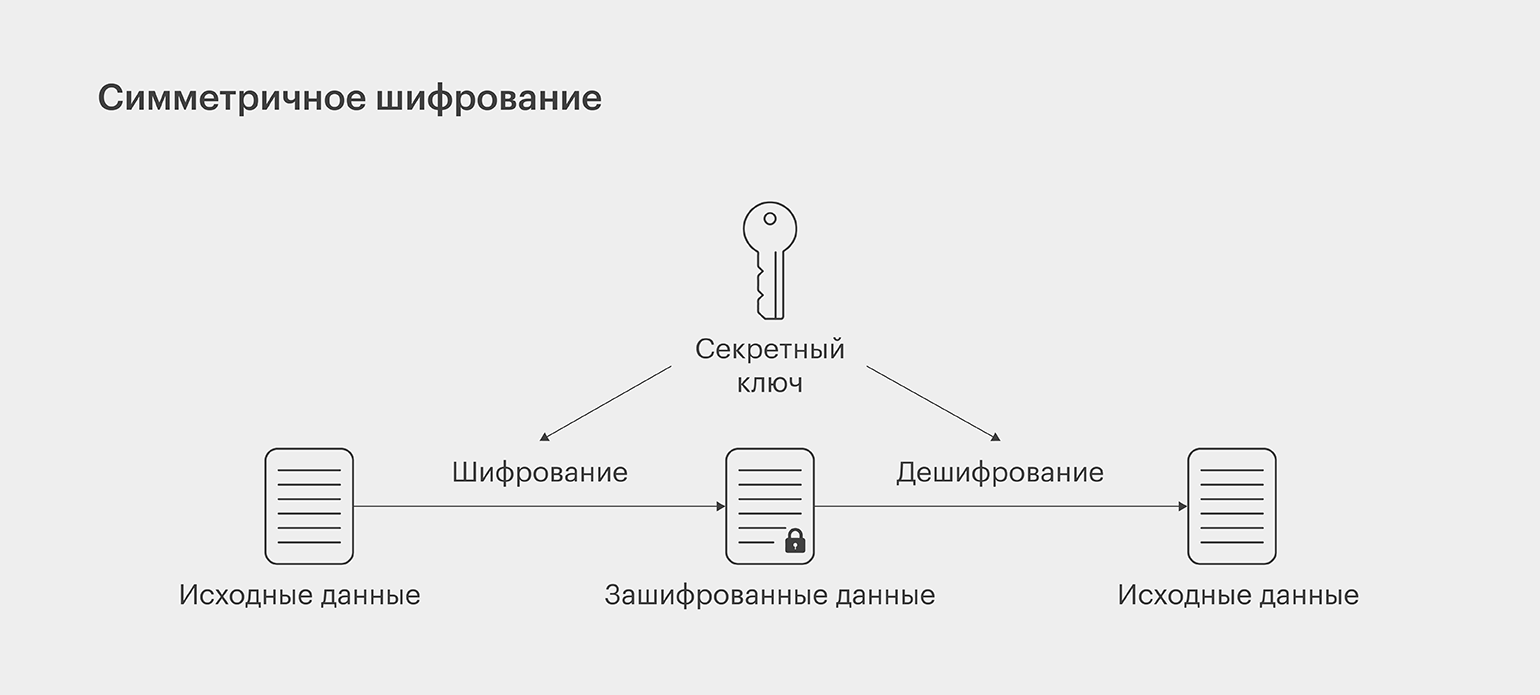 Симметричное шифрование
Секретный
ключ
Шифрование
Дешифрование
Исходные данные
Зашифрованные данные
Исходные данные